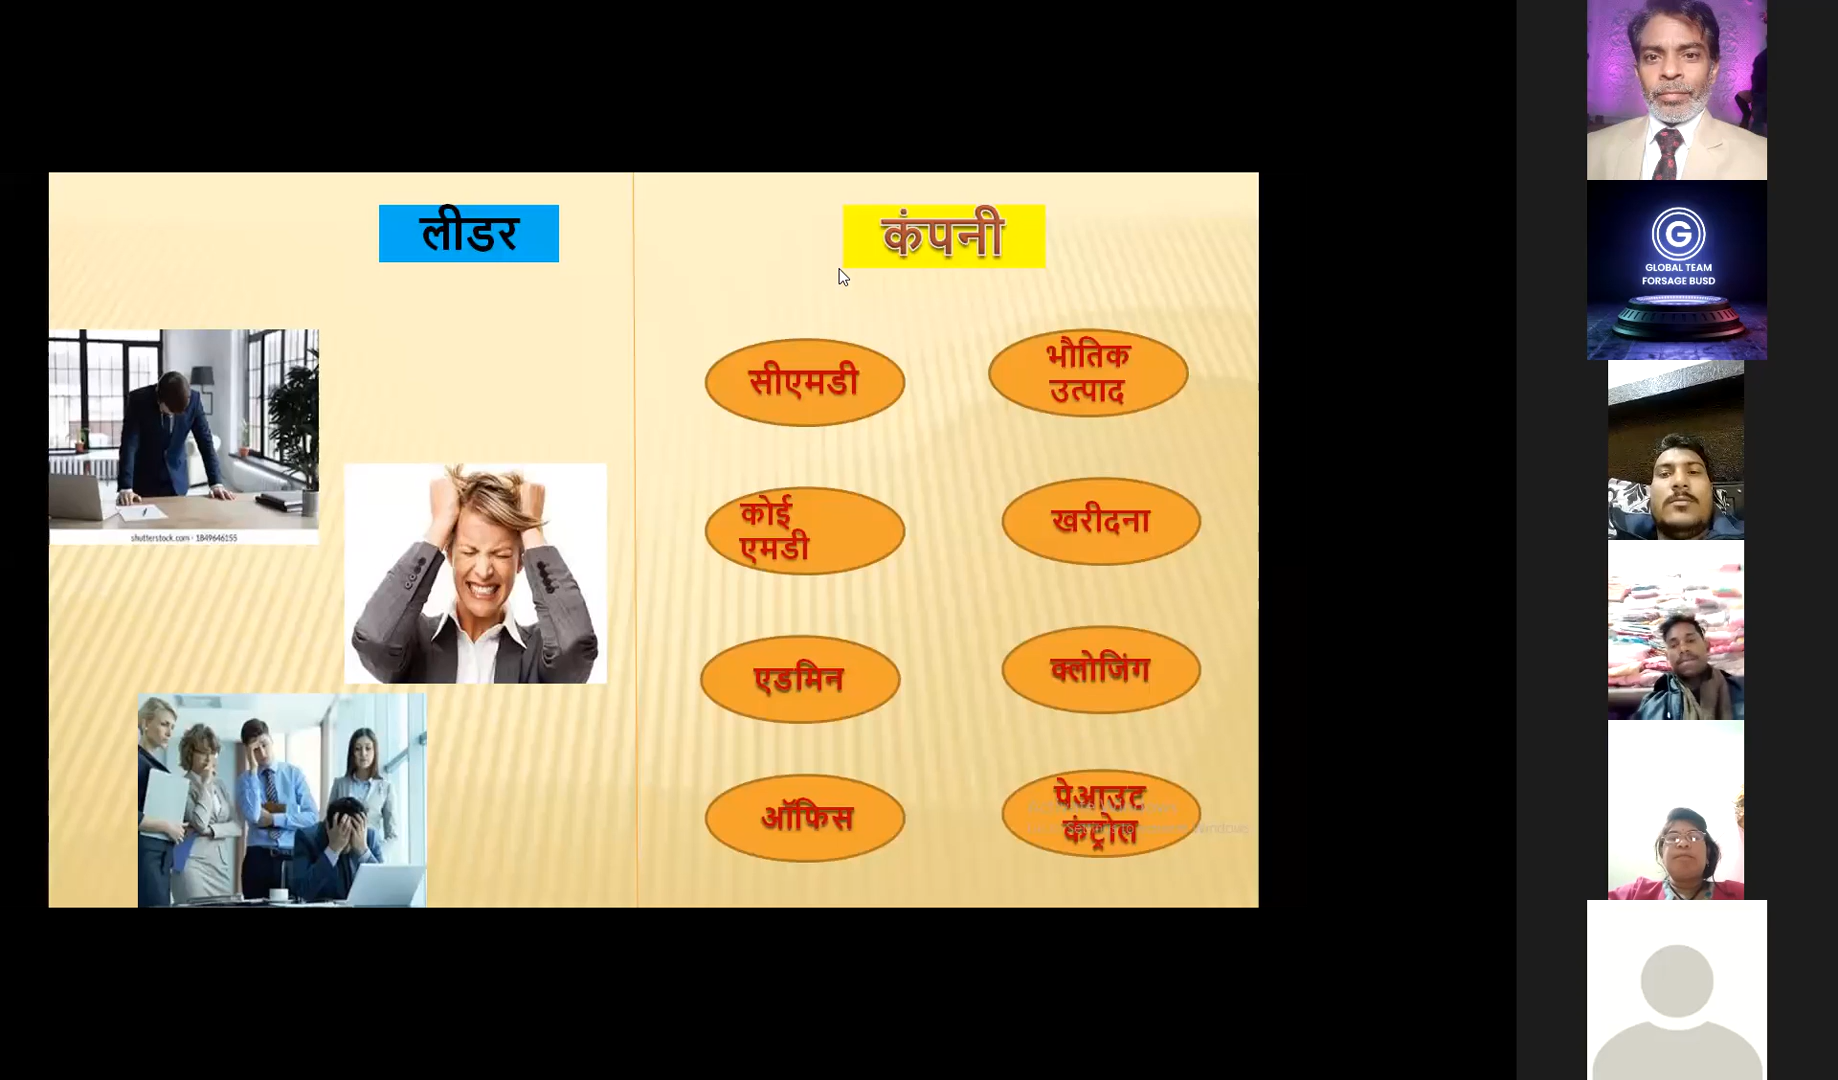 लीडर
कंपनी
सीएमडी
भौतिक
उत्पाद
कोई
एमडी
खरीदना
एडमिन
क्लोजिंग
ऑफिस
पेआउट
कंट्रोल
shutterstock.com · 1849646155
G
GLOBAL TEAM
FORSAGE BUSD